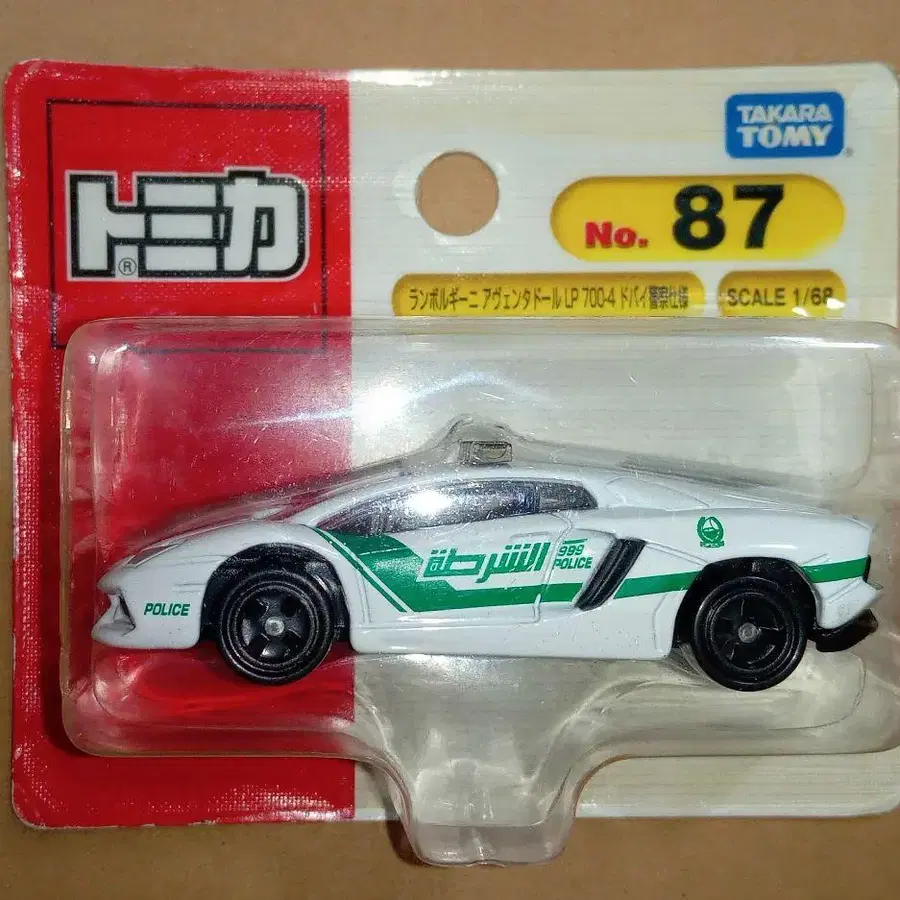 TAKARA
TOMY
トミカ
®
No. 87
ランボルギーニ アヴェンタドール LP 700-4 ドバイ警察仕様
SCALE 1/68
الشرطة
999
POLICE
POLICE